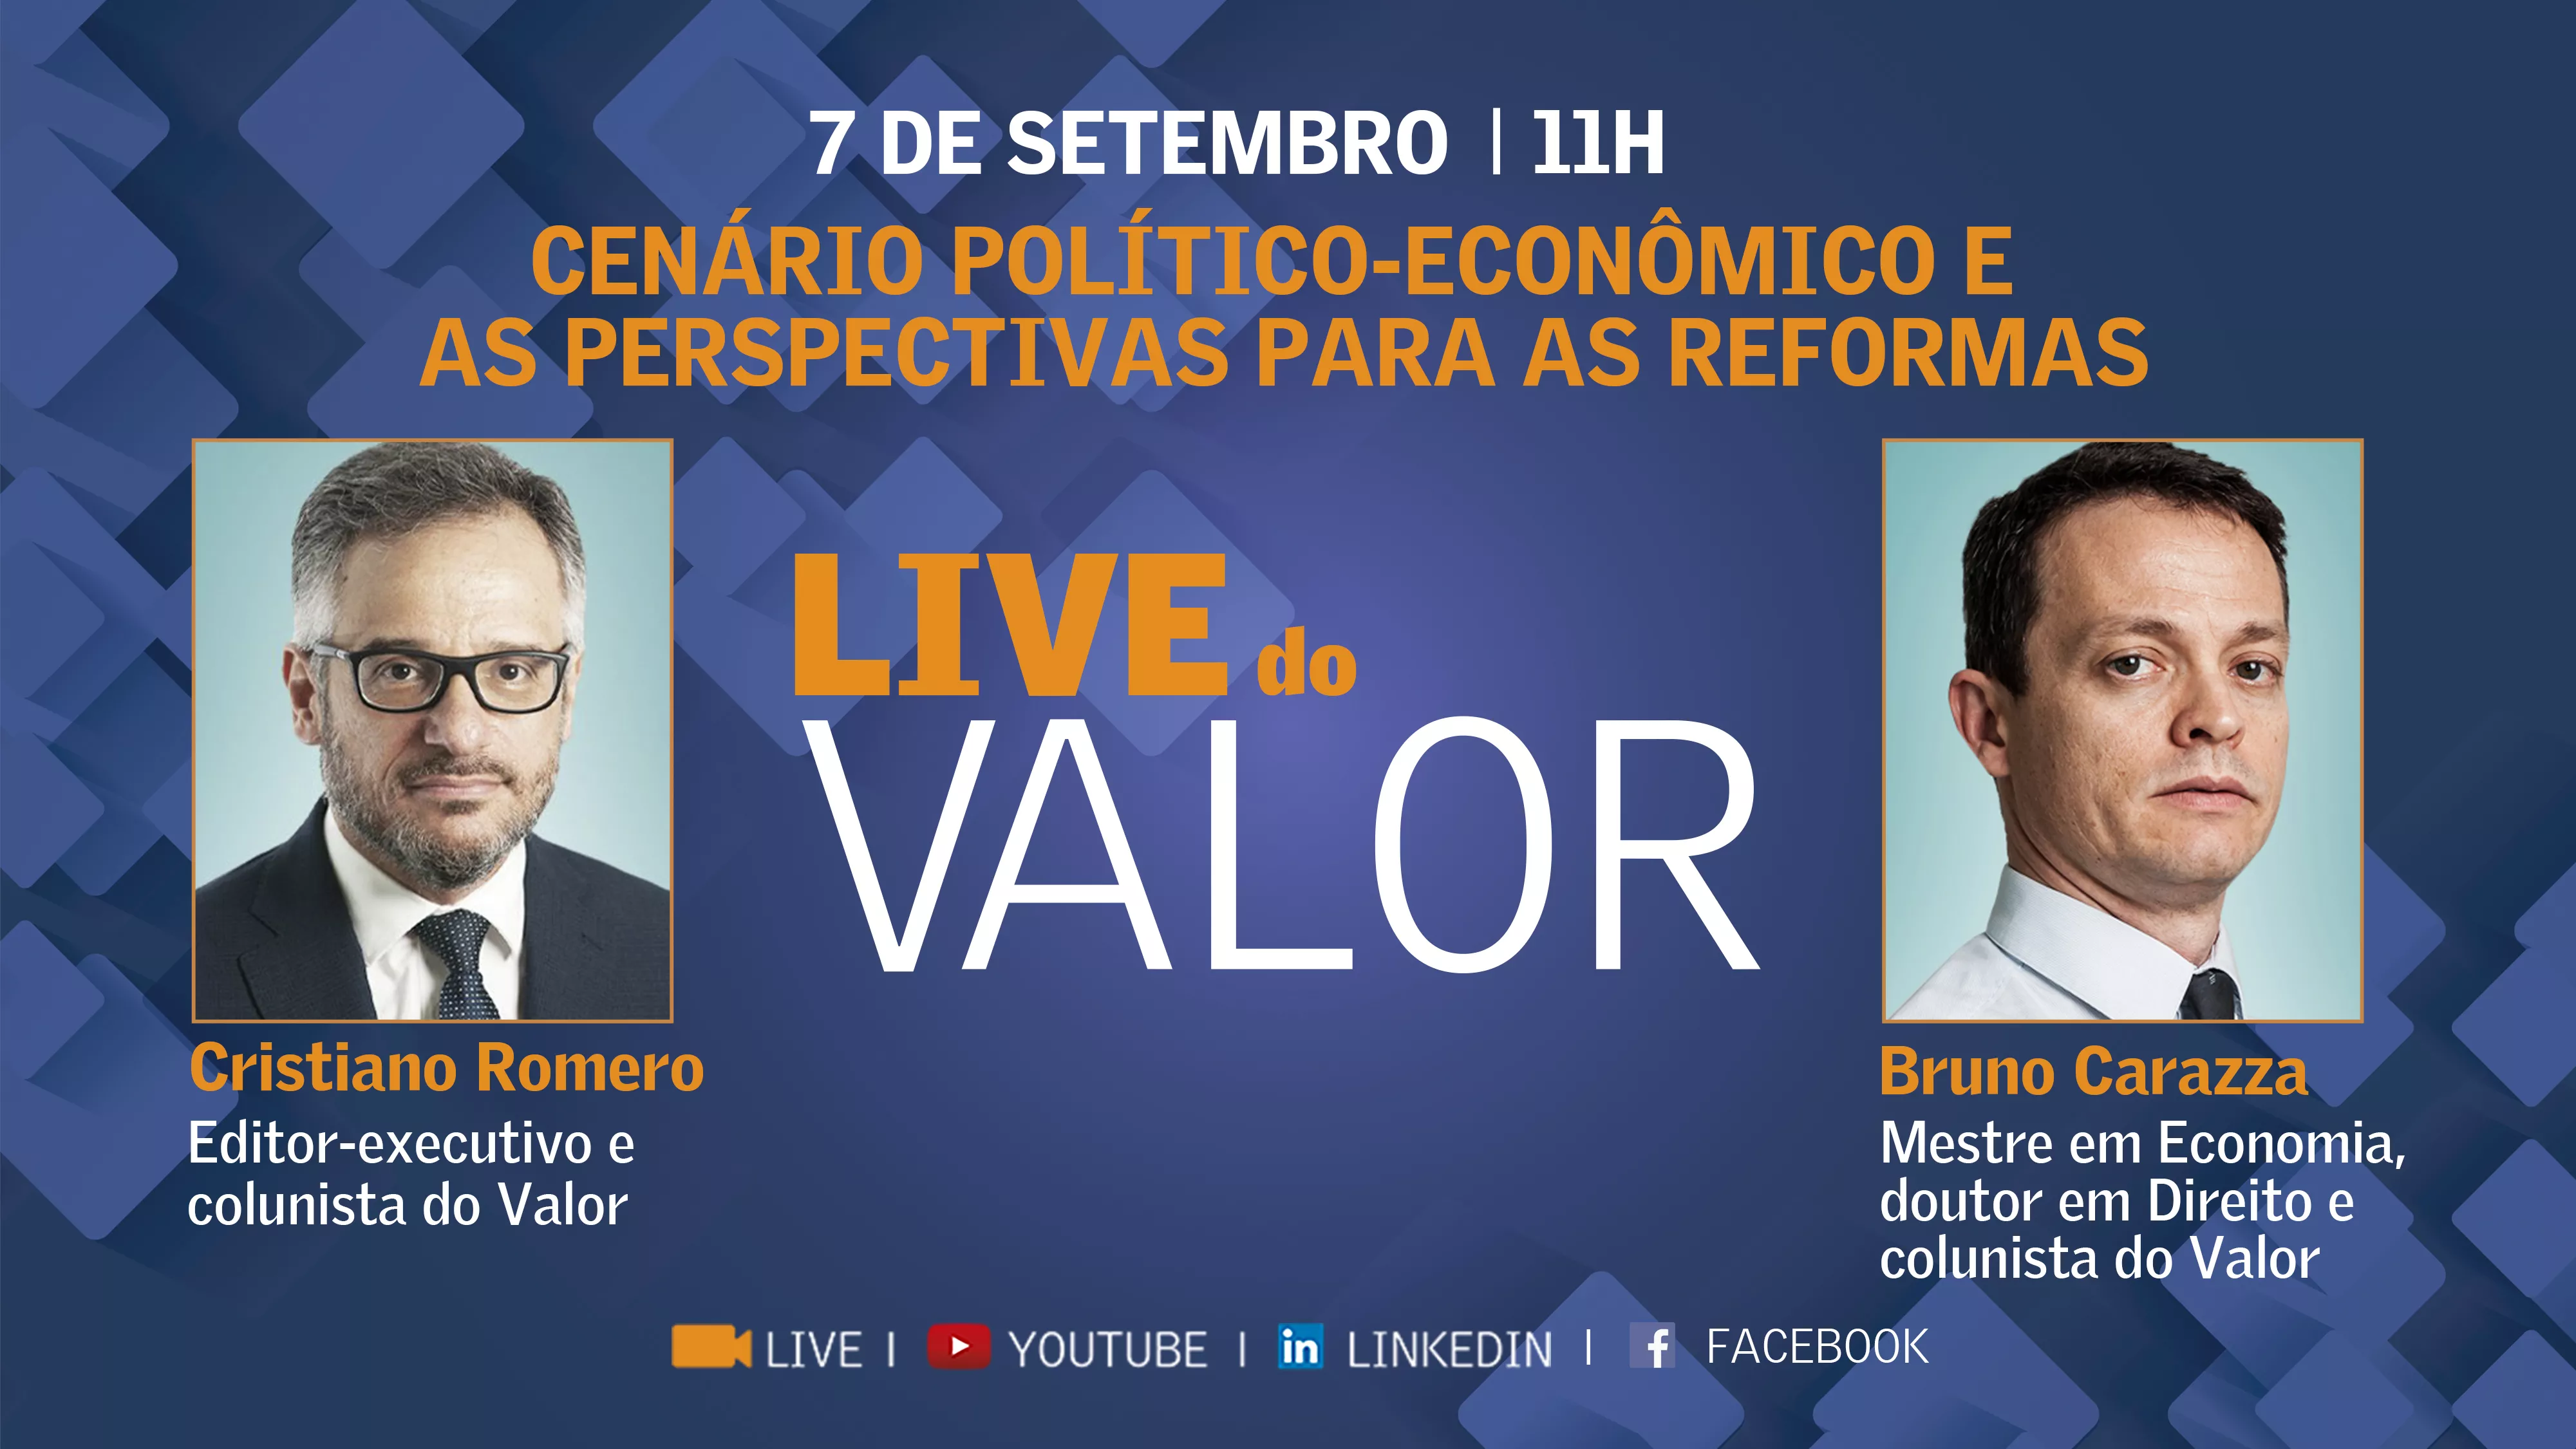 7 DE SETEMBRO | 11H
CENÁRIO POLÍTICO-ECONÔMICO E
AS PERSPECTIVAS PARA AS REFORMAS
LIVE do
VALOR
Cristiano Romero
Editor-executivo e
colunista do Valor
Bruno Carazza
Mestre em Economia,
doutor em Direito e
colunista do Valor
LIVE | YOUTUBE | in LINKEDIN | f FACEBOOK